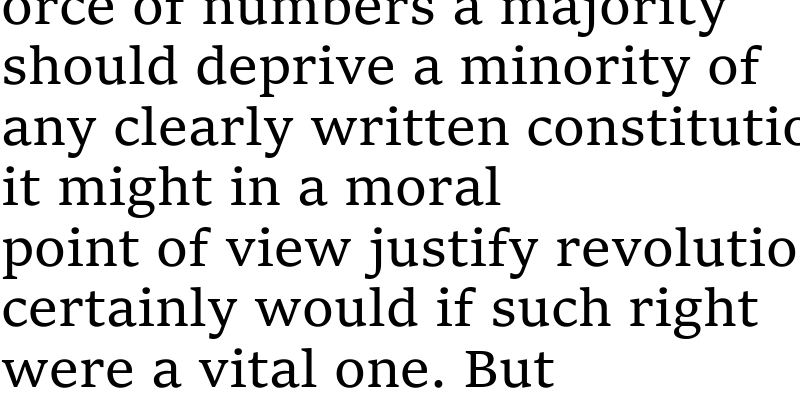 orce of numbers a majority
should deprive a minority of
any clearly written constitutio
it might in a moral
point of view justify revolutio
certainly would if such right
were a vital one. But